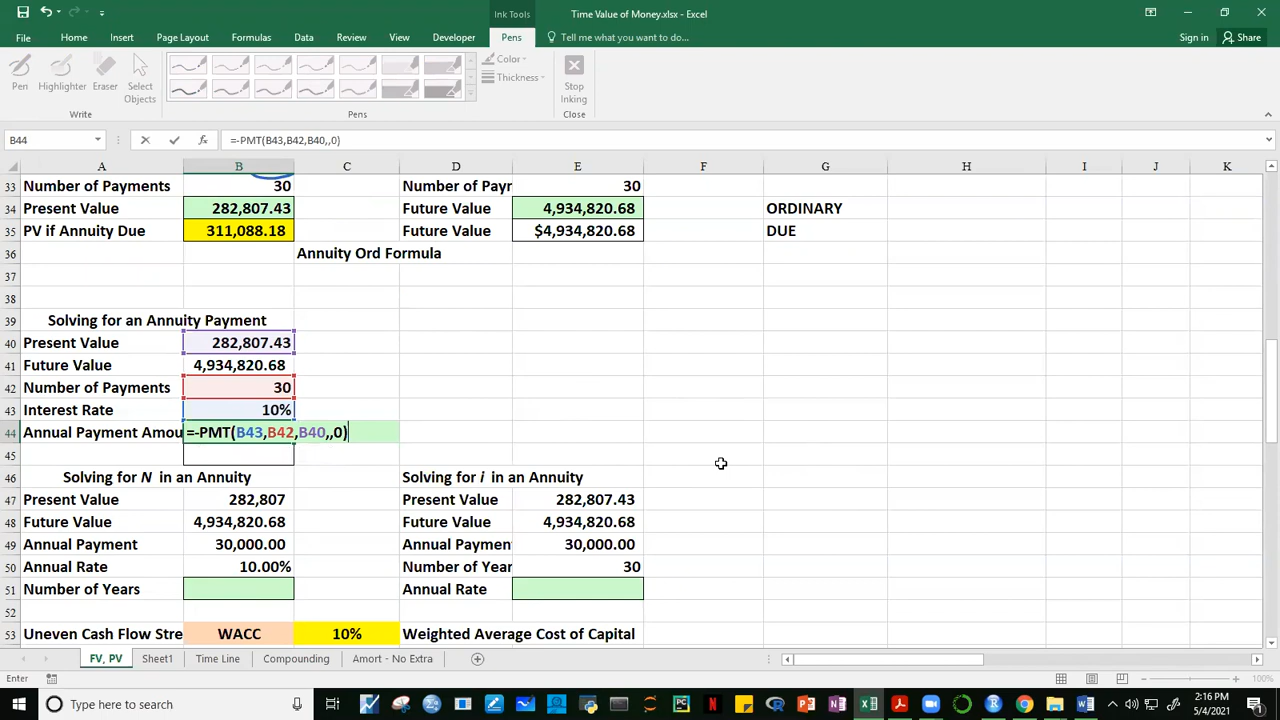 Ink Tools
Time Value of Money.xlsx - Excel
File Home Insert Page Layout Formulas Data Review View Developer Pens Tell me what you want to do... Sign in Share
Pen Highlighter Eraser Select Objects Color Thickness Stop Inking
Write Pens Close
B44 fx =-PMT(B43,B42,B40,,0)
A B C D E F G H I J K
33 Number of Payments 30 Number of Payr 30
34 Present Value 282,807.43 Future Value 4,934,820.68 ORDINARY
35 PV if Annuity Due 311,088.18 Future Value $4,934,820.68 DUE
36 Annuity Ord Formula
37
38
39 Solving for an Annuity Payment
40 Present Value 282,807.43
41 Future Value 4,934,820.68
42 Number of Payments 30
43 Interest Rate 10%
44 Annual Payment Amou =-PMT(B43,B42,B40,,0)
45
46 Solving for N in an Annuity Solving for i in an Annuity
47 Present Value 282,807 Present Value 282,807.43
48 Future Value 4,934,820.68 Future Value 4,934,820.68
49 Annual Payment 30,000.00 Annual Paymen 30,000.00
50 Annual Rate 10.00% Number of Year 30
51 Number of Years Annual Rate
52
53 Uneven Cash Flow Stre WACC 10% Weighted Average Cost of Capital
FV, PV Sheet1 Time Line Compounding Amort - No Extra
Enter 100%
Type here to search 2:16 PM
5/4/2021